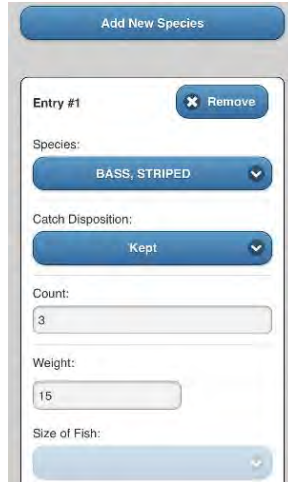 Add New Species
Entry #1
Remove
Species:
BASS, STRIPED
Catch Disposition:
Kept
Count:
3
Weight:
15
Size of Fish: